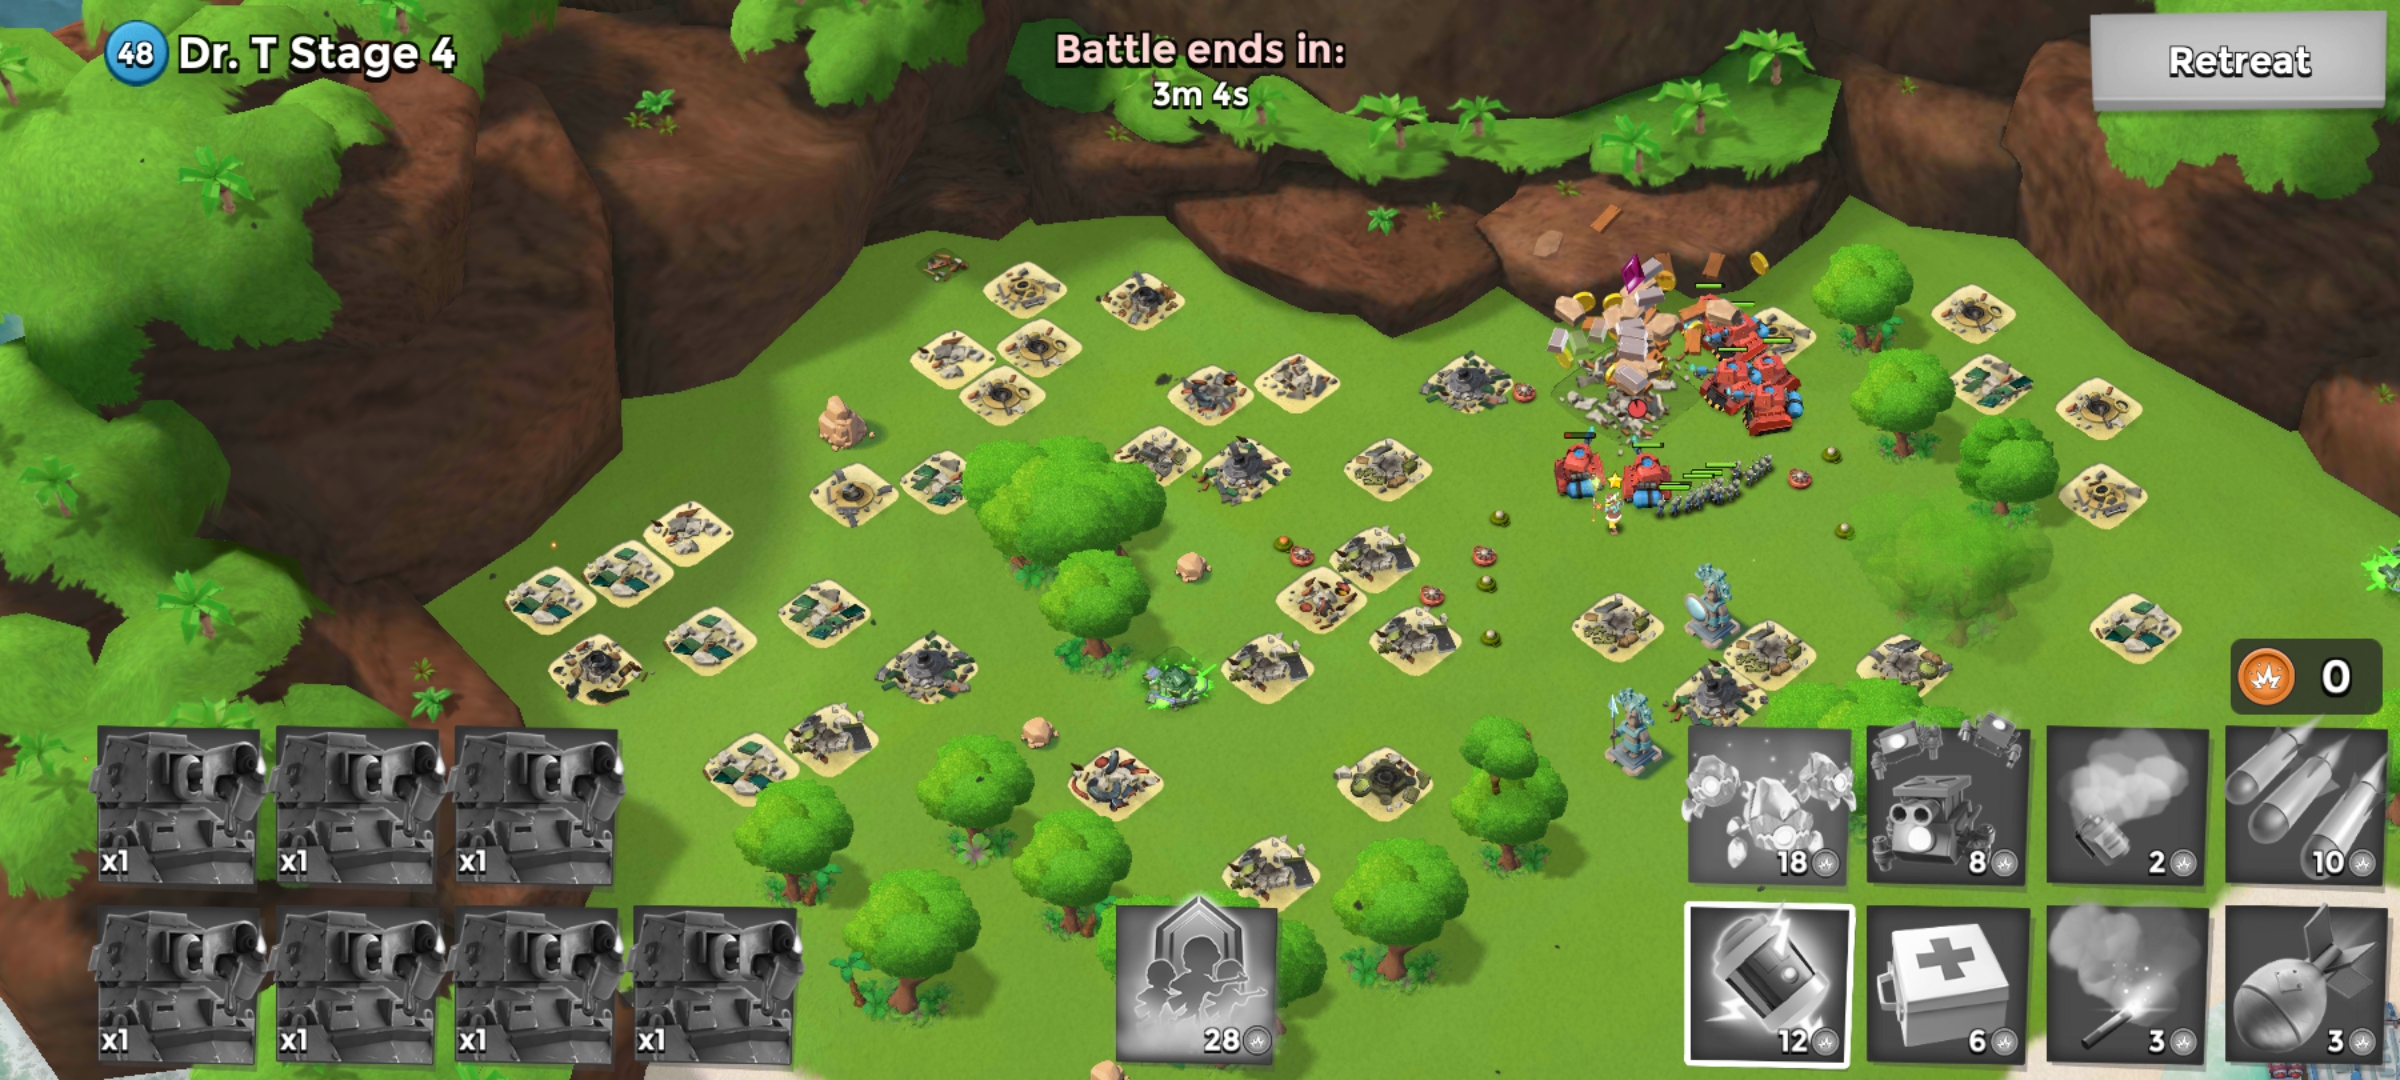 48 Dr. T Stage 4
Battle ends in:
3m 4s
Retreat
0
x1 x1 x1
18 8 2 10
x1 x1 x1 x1
28
12 6 3 3